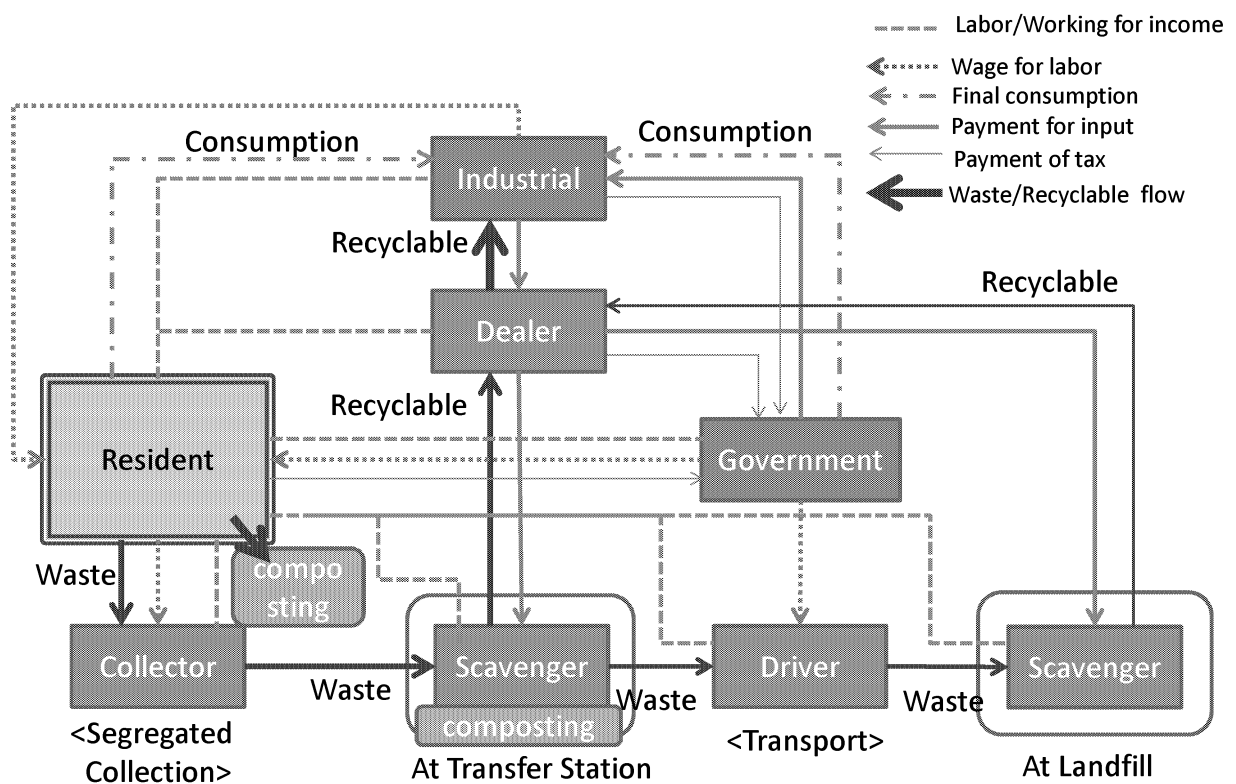 Labor/Working for income
Wage for labor
Final consumption
Payment for input
Payment of tax
Waste/Recyclable flow
Consumption
Consumption
Industrial
Recyclable
Recyclable
Dealer
Recyclable
Resident
Government
Waste
compo
sting
Collector
Scavenger
Driver
Scavenger
Waste
Waste
Waste
composting
<Segregated
Collection>
At Transfer Station
<Transport>
At Landfill